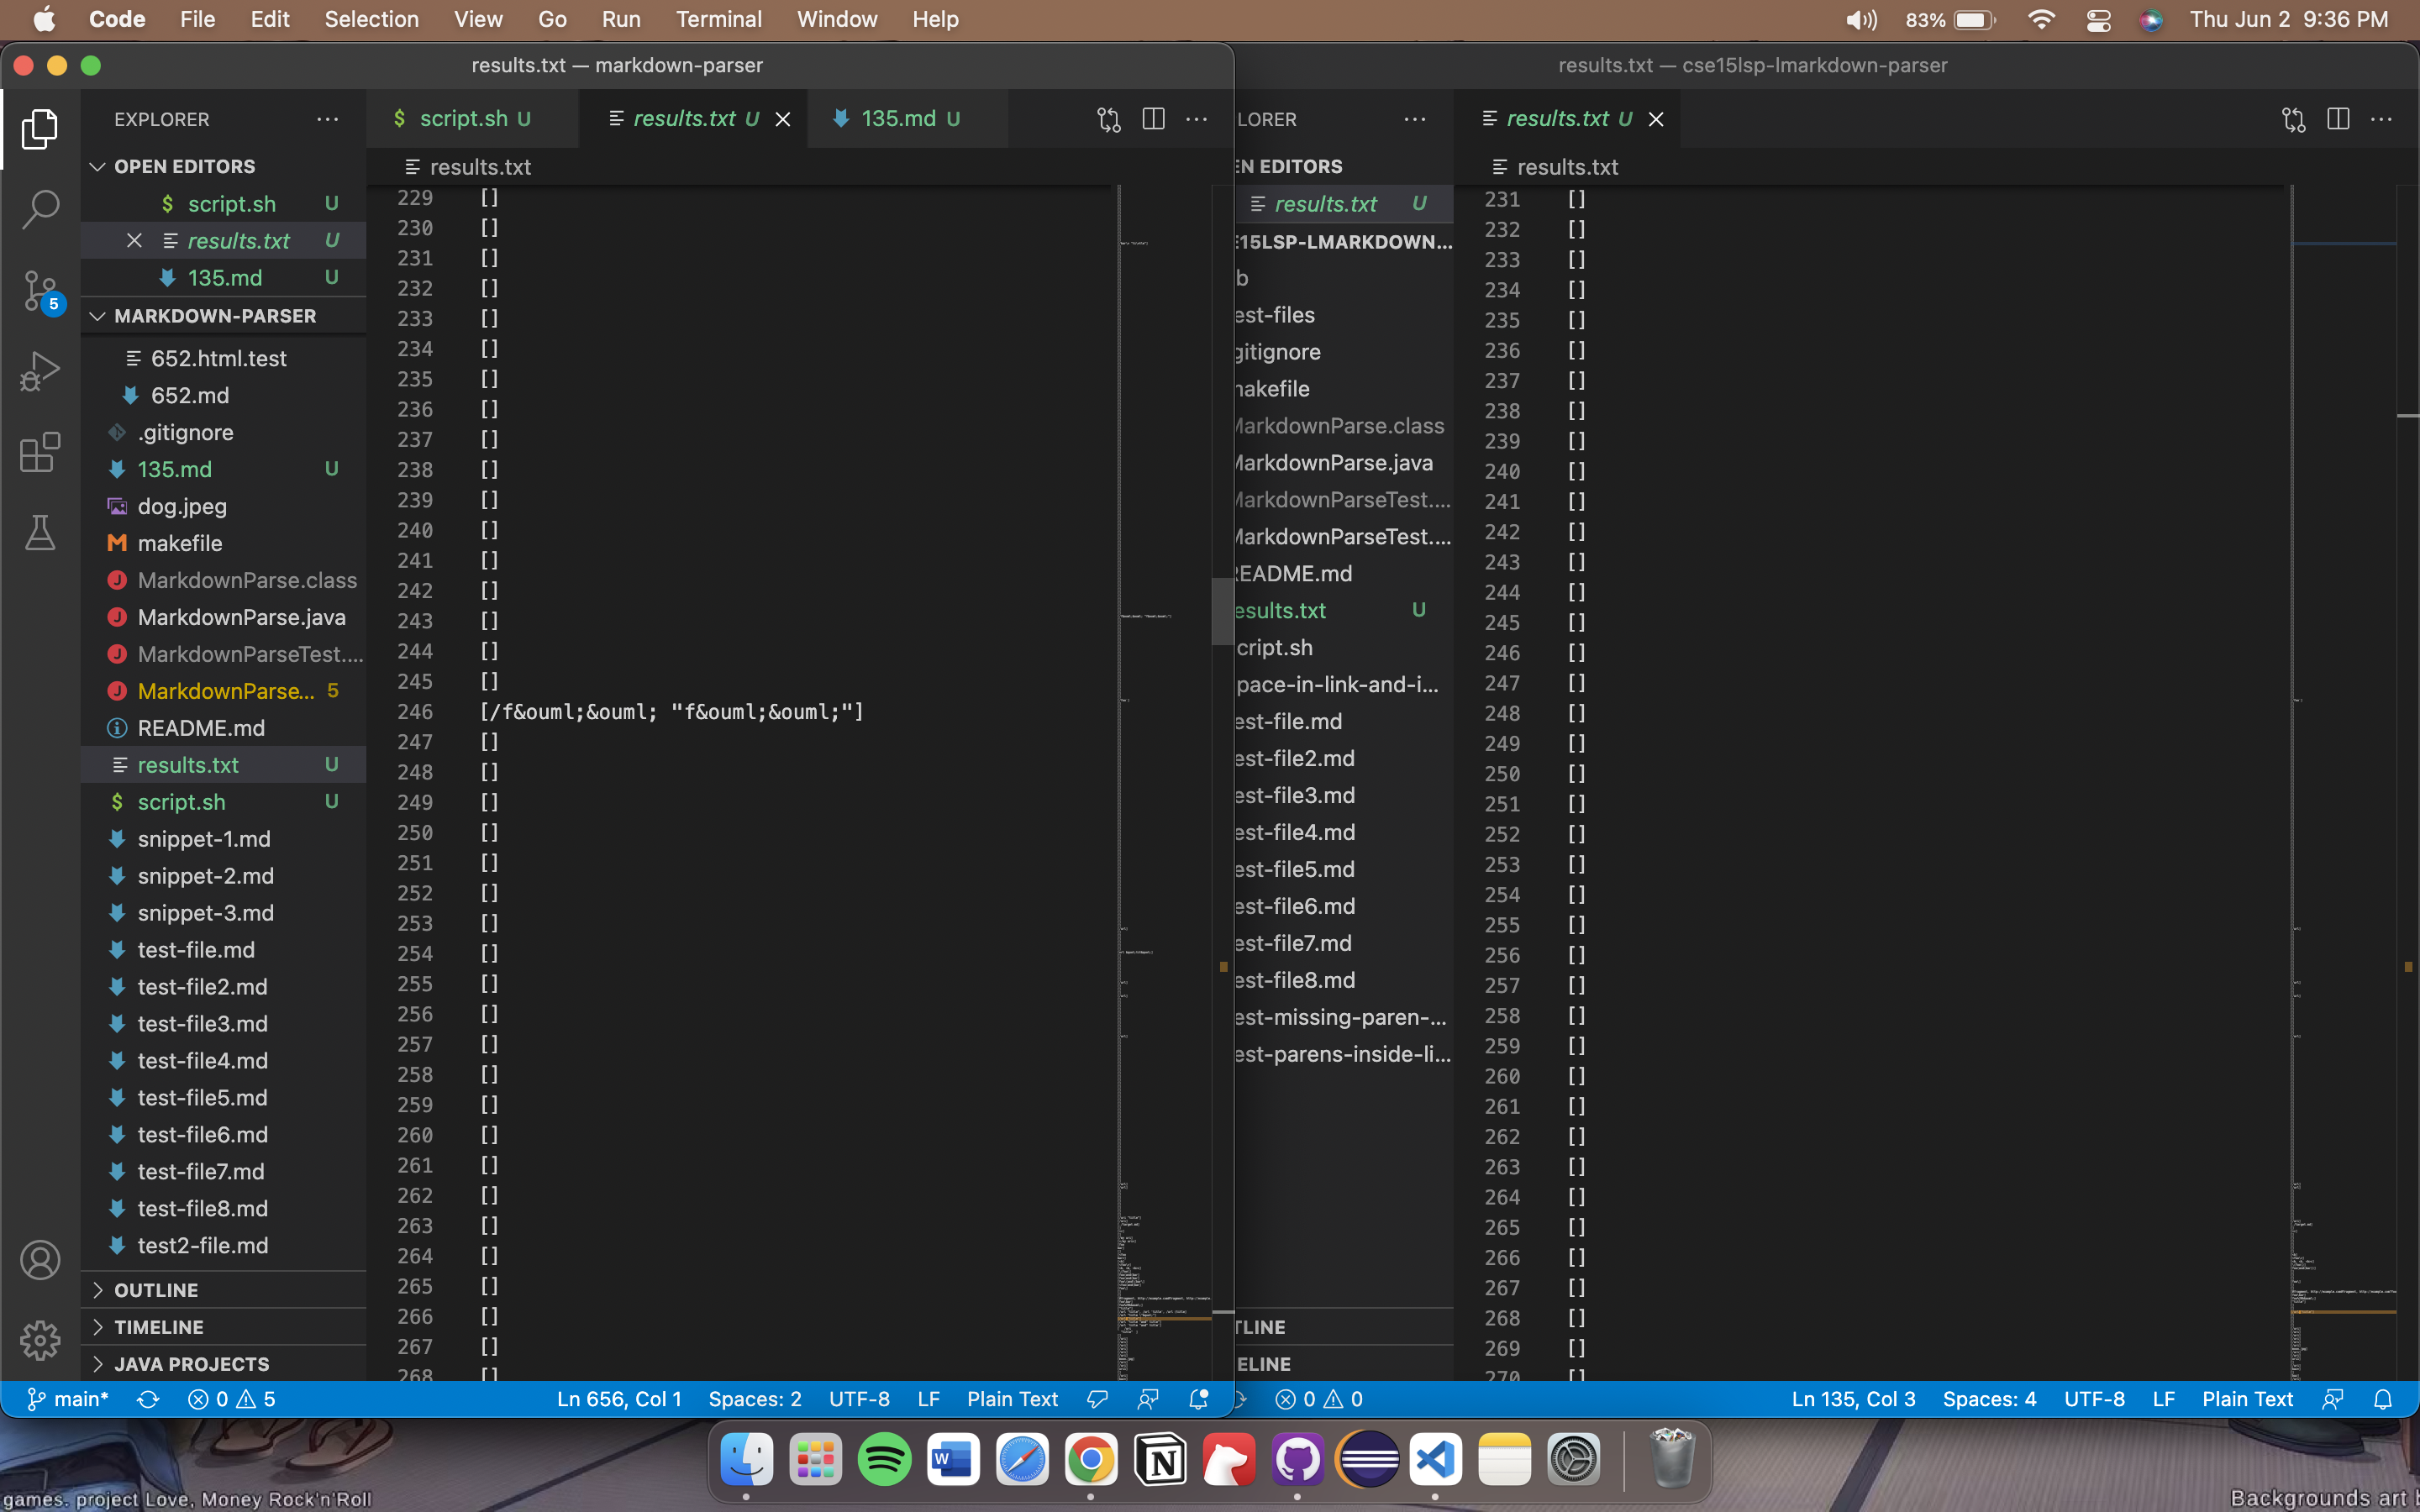 Code File Edit Selection View Go Run Terminal Window Help 83% Thu Jun 2 9:36 PM
results.txt — markdown-parser
EXPLORER
OPEN EDITORS
$ script.sh U
results.txt U
135.md U
MARKDOWN-PARSER
652.html.test
652.md
.gitignore
135.md U
dog.jpeg
makefile
MarkdownParse.class
MarkdownParse.java
MarkdownParseTest....
MarkdownParse... 5
README.md
results.txt U
$ script.sh U
snippet-1.md
snippet-2.md
snippet-3.md
test-file.md
test-file2.md
test-file3.md
test-file4.md
test-file5.md
test-file6.md
test-file7.md
test-file8.md
test2-file.md
OUTLINE
TIMELINE
JAVA PROJECTS
5
$ script.sh U results.txt U 135.md U
results.txt
229 []
230 []
231 []
232 []
233 []
234 []
235 []
236 []
237 []
238 []
239 []
240 []
241 []
242 []
243 []
244 []
245 []
246 [/f&ouml;&ouml; "f&ouml;&ouml;"]
247 []
248 []
249 []
250 []
251 []
252 []
253 []
254 []
255 []
256 []
257 []
258 []
259 []
260 []
261 []
262 []
263 []
264 []
265 []
266 []
267 []
268 []
main* 0 5 Ln 656, Col 1 Spaces: 2 UTF-8 LF Plain Text
results.txt — cse15lsp-lmarkdown-parser
LORER
EN EDITORS
results.txt U
E15LSP-LMARKDOWN...
b
est-files
gitignore
makefile
MarkdownParse.class
MarkdownParse.java
MarkdownParseTest....
MarkdownParseTest....
README.md
esults.txt U
cript.sh
pace-in-link-and-i...
est-file.md
est-file2.md
est-file3.md
est-file4.md
est-file5.md
est-file6.md
est-file7.md
est-file8.md
est-missing-paren-...
est-parens-inside-li...
TLINE
ELINE
results.txt U
results.txt
231 []
232 []
233 []
234 []
235 []
236 []
237 []
238 []
239 []
240 []
241 []
242 []
243 []
244 []
245 []
246 []
247 []
248 []
249 []
250 []
251 []
252 []
253 []
254 []
255 []
256 []
257 []
258 []
259 []
260 []
261 []
262 []
263 []
264 []
265 []
266 []
267 []
268 []
269 []
270 []
0 0 Ln 135, Col 3 Spaces: 4 UTF-8 LF Plain Text
W
N
games. project Love, Money Rock'n'Roll
Backgrounds art